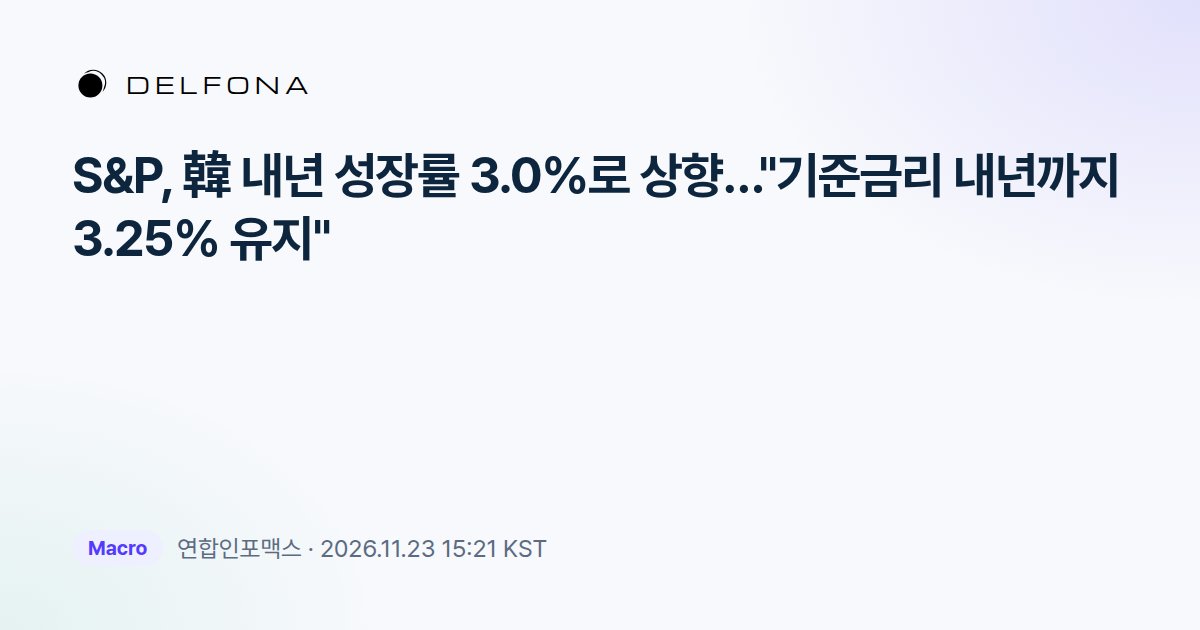 DELFONA
S&P, 韓 내년 성장률 3.0%로 상향..."기준금리 내년까지
3.25% 유지"
Macro 연합인포맥스 · 2026.11.23 15:21 KST